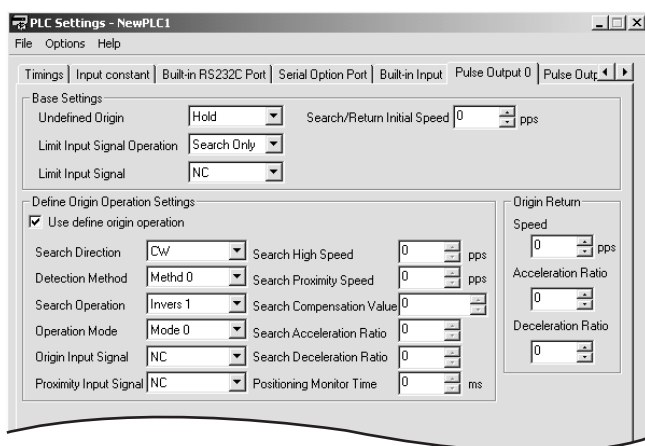 PLC Settings - NewPLC1
File Options Help
Timings Input constant Built-in RS232C Port Serial Option Port Built-in Input Pulse Output 0 Pulse Outp
Base Settings
Undefined Origin Hold Search/Return Initial Speed 0 pps
Limit Input Signal Operation Search Only
Limit Input Signal NC
Define Origin Operation Settings
Use define origin operation
Search Direction CW Search High Speed 0 pps
Detection Method Methd 0 Search Proximity Speed 0 pps
Search Operation Invers 1 Search Compensation Value 0
Operation Mode Mode 0 Search Acceleration Ratio 0
Origin Input Signal NC Search Deceleration Ratio 0
Proximity Input Signal NC Positioning Monitor Time 0 ms
Origin Return
Speed
0 pps
Acceleration Ratio
0
Deceleration Ratio
0